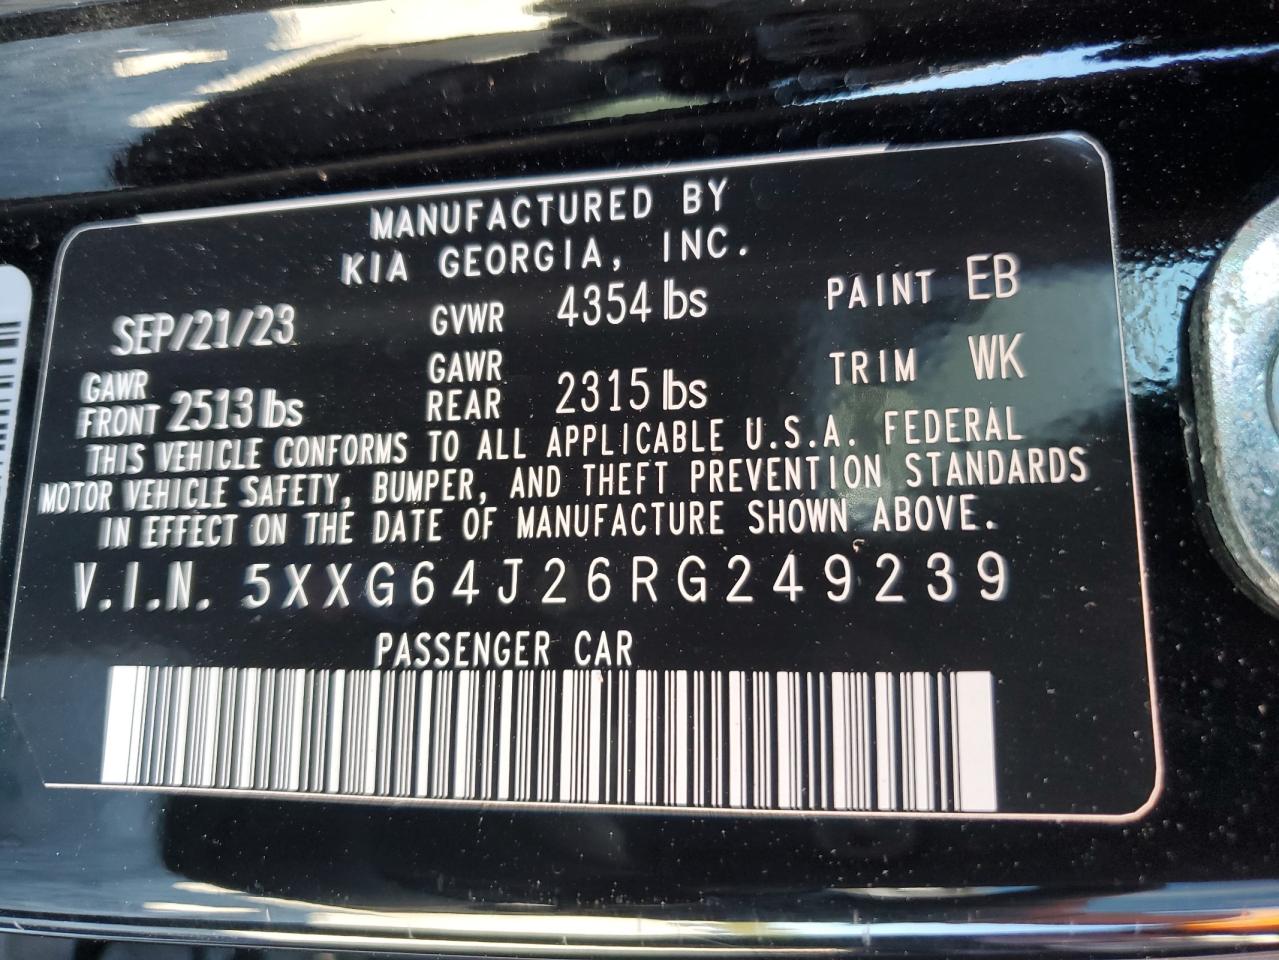 MANUFACTURED BY
KIA GEORGIA, INC.
SEP/21/23 GVWR 4354 lbs PAINT EB
GAWR FRONT 2513 lbs GAWR REAR 2315 lbs TRIM WK
THIS VEHICLE CONFORMS TO ALL APPLICABLE U.S.A. FEDERAL
MOTOR VEHICLE SAFETY, BUMPER, AND THEFT PREVENTION STANDARDS
IN EFFECT ON THE DATE OF MANUFACTURE SHOWN ABOVE.
V.I.N. 5XXG64J26RG249239
PASSENGER CAR